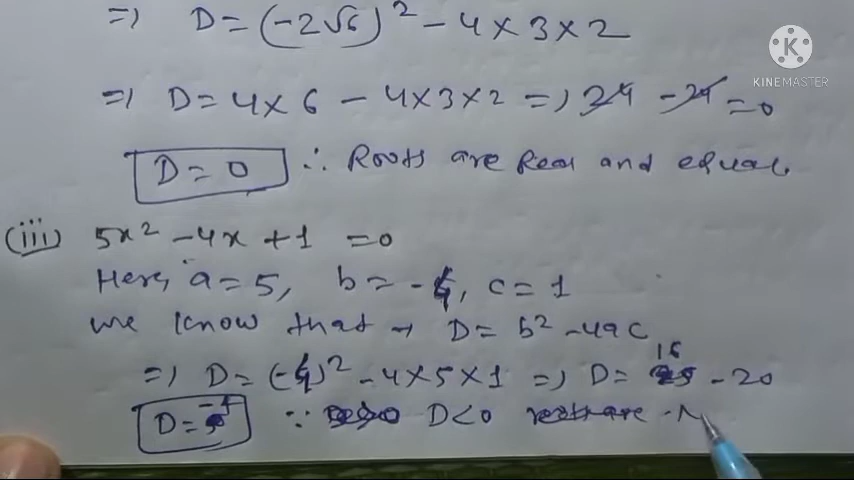 =) D = (-2√6)² - 4 × 3 × 2
KINEMASTER
=) D = 4 × 6 - 4 × 3 × 2 =) 24 - 24 = 0
D = 0 ∴ Roots are Real and equal.
(iii) 5x² - 4x + 1 = 0
Here, a = 5, b = -4, c = 1
we know that → D = b² - 4ac
=) D = (-4)² - 4 × 5 × 1 =) D = 16 - 20
D = -4 ∵ D < 0